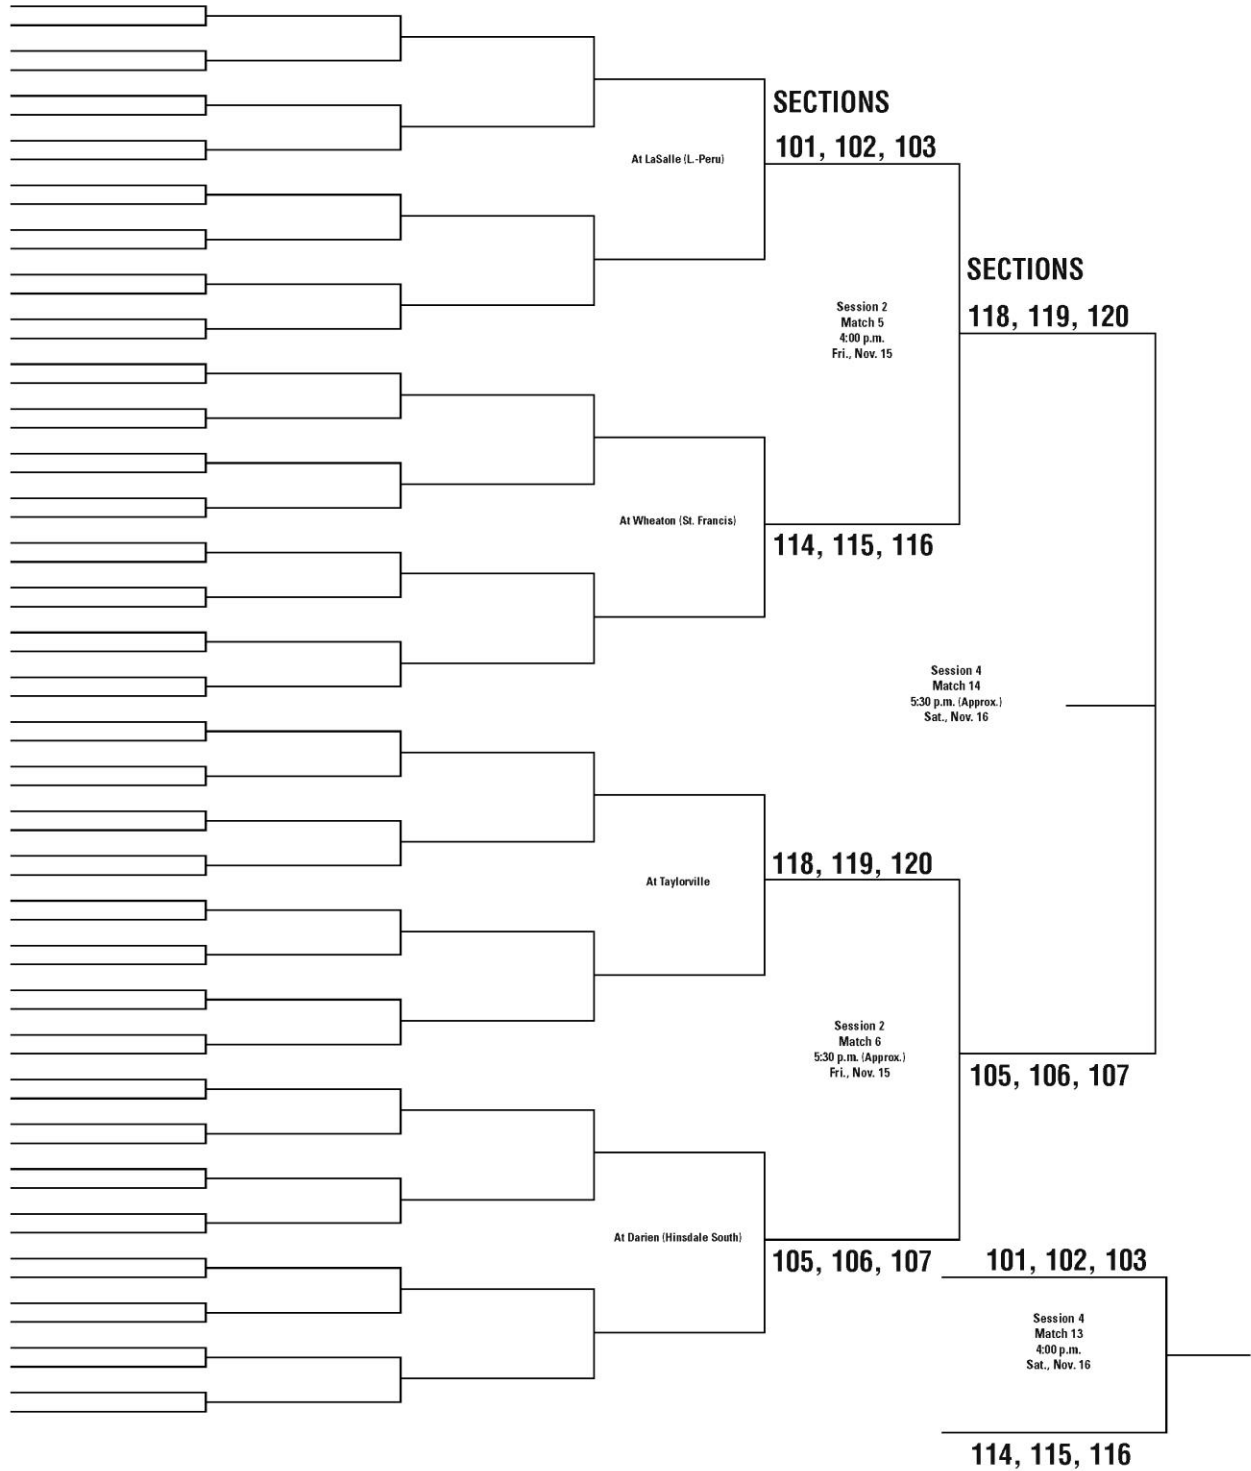 SECTIONS
101, 102, 103
At LaSalle (L.-Peru)
SECTIONS
118, 119, 120
Session 2
Match 5
4:00 p.m.
Fri., Nov. 15
At Wheaton (St. Francis)
114, 115, 116
Session 4
Match 14
5:30 p.m. (Approx.)
Sat., Nov. 16
118, 119, 120
At Taylorville
Session 2
Match 6
5:30 p.m. (Approx.)
Fri., Nov. 15
105, 106, 107
At Darien (Hinsdale South)
105, 106, 107
101, 102, 103
Session 4
Match 13
4:00 p.m.
Sat., Nov. 16
114, 115, 116